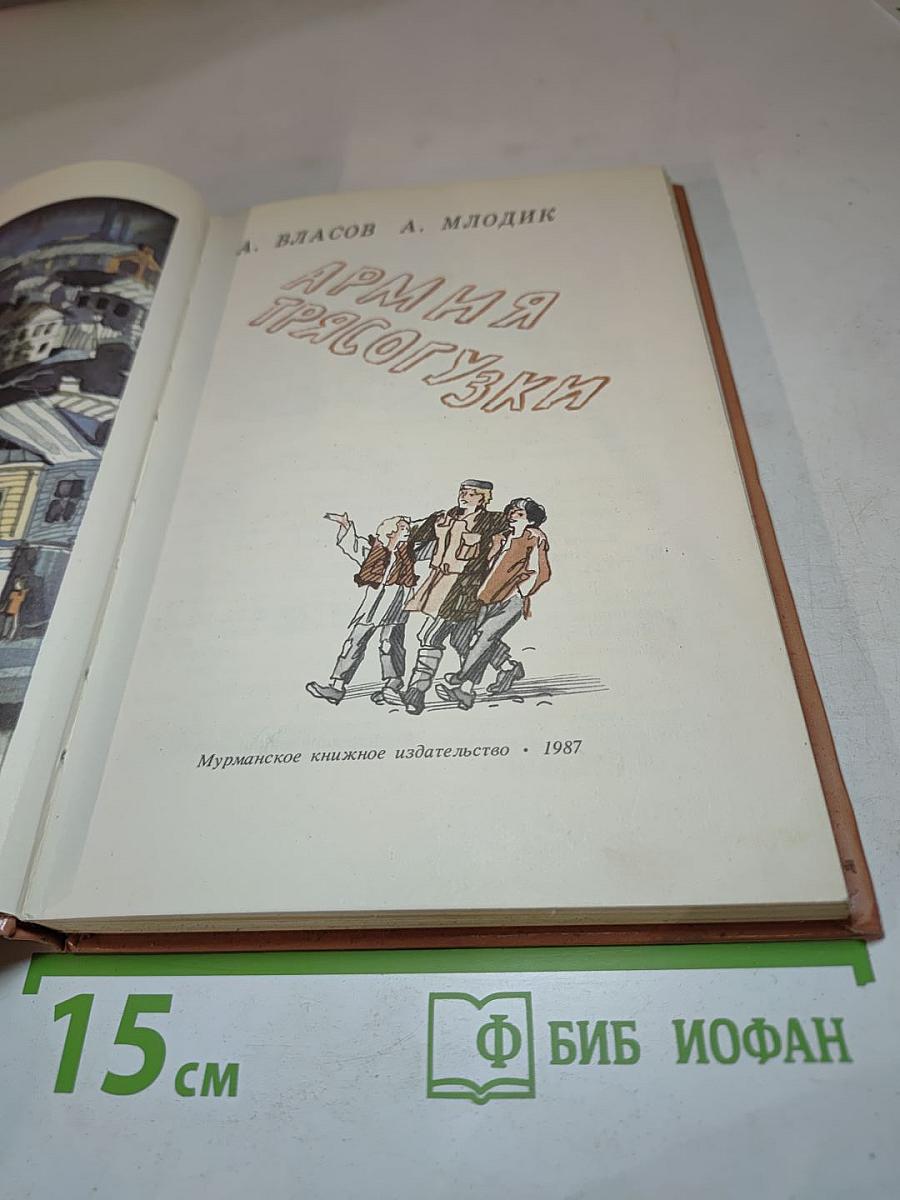 А. ВЛАСОВ А. МЛОДИК
АРМИЯ
ТРЯСОГУЗКИ
Мурманское книжное издательство • 1987
15 см
Ф БИБ ИОФАН